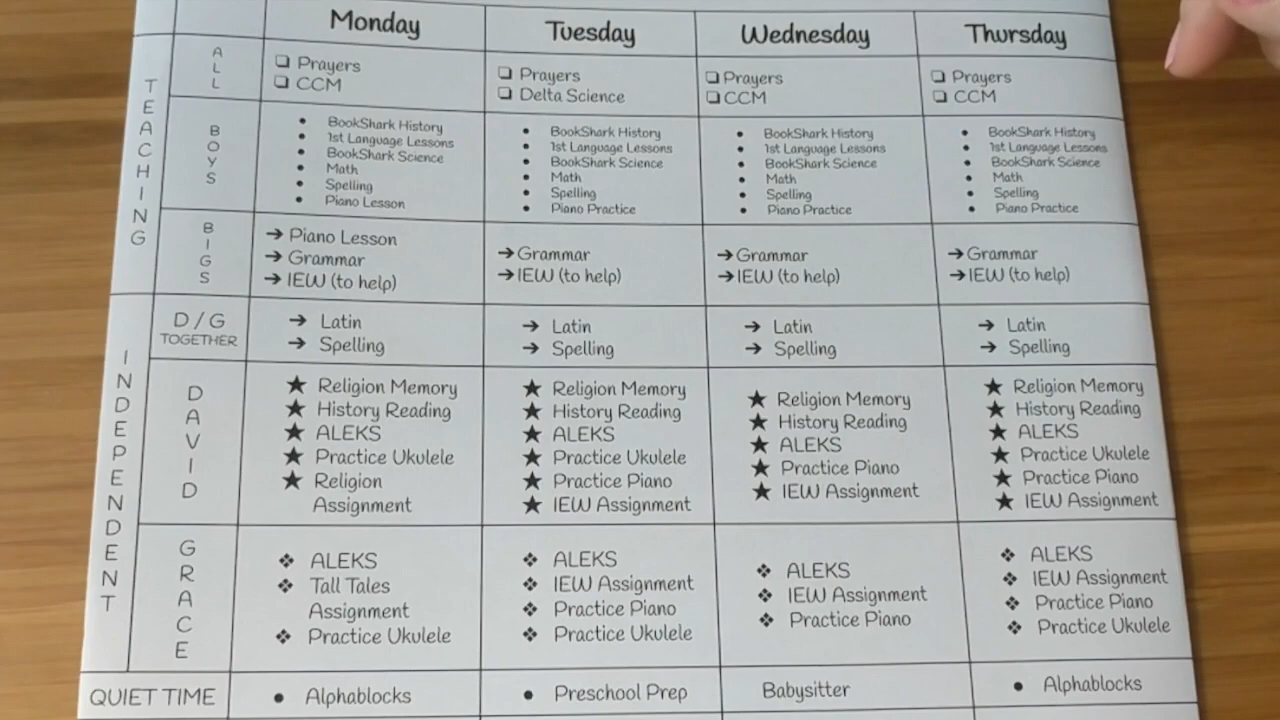 Monday Tuesday Wednesday Thursday
TEACHING
ALL
❏ Prayers
❏ CCM
❏ Prayers
❏ Delta Science
❏ Prayers
❏ CCM
❏ Prayers
❏ CCM
BOYS
• BookShark History
• 1st Language Lessons
• BookShark Science
• Math
• Spelling
• Piano Lesson
• BookShark History
• 1st Language Lessons
• BookShark Science
• Math
• Spelling
• Piano Practice
• BookShark History
• 1st Language Lessons
• BookShark Science
• Math
• Spelling
• Piano Practice
• BookShark History
• 1st Language Lessons
• BookShark Science
• Math
• Spelling
• Piano Practice
BIGS
➔ Piano Lesson
➔ Grammar
➔ IEW (to help)
➔ Grammar
➔ IEW (to help)
➔ Grammar
➔ IEW (to help)
➔ Grammar
➔ IEW (to help)
INDEPENDENT
D / G
TOGETHER
➔ Latin
➔ Spelling
➔ Latin
➔ Spelling
➔ Latin
➔ Spelling
➔ Latin
➔ Spelling
DAVID
★ Religion Memory
★ History Reading
★ ALEKS
★ Practice Ukulele
★ Religion
Assignment
★ Religion Memory
★ History Reading
★ ALEKS
★ Practice Ukulele
★ Practice Piano
★ IEW Assignment
★ Religion Memory
★ History Reading
★ ALEKS
★ Practice Piano
★ IEW Assignment
★ Religion Memory
★ History Reading
★ ALEKS
★ Practice Ukulele
★ Practice Piano
★ IEW Assignment
GRACE
❖ ALEKS
❖ Tall Tales
Assignment
❖ Practice Ukulele
❖ ALEKS
❖ IEW Assignment
❖ Practice Piano
❖ Practice Ukulele
❖ ALEKS
❖ IEW Assignment
❖ Practice Piano
❖ ALEKS
❖ IEW Assignment
❖ Practice Piano
❖ Practice Ukulele
QUIET TIME
• Alphablocks
• Preschool Prep
Babysitter
• Alphablocks